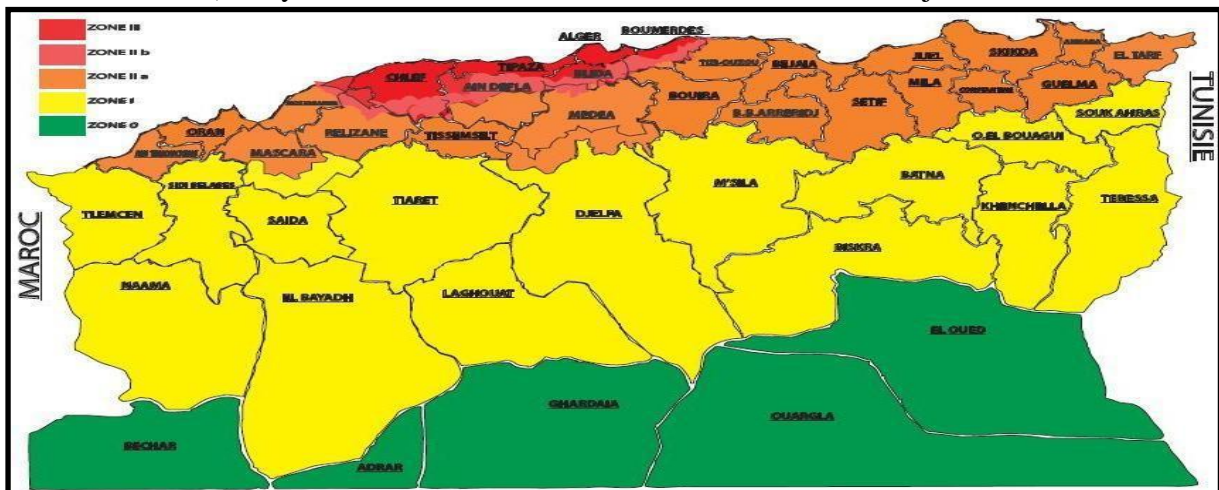 ZONE III
ZONE II b
ZONE II a
ZONE I
ZONE 0
ALGER
BOUMERDES
CHLEF
TIPAZA
BLIDA
AIN DEFLA
TIZI-OUZOU
BEJAIA
JIJEL
SKIKDA
ANNABA
EL TARF
MILA
GUELMA
BOUIRA
SETIF
B.B.ARRERIDJ
MEDEA
ORAN
RELIZANE
TISSEMSILT
MASCARA
SOUK AHRAS
O.EL BOUAGUI
TUNISIE
MAROC
SIDI BELABES
TLEMCEN
SAIDA
TIARET
DJELFA
M'SILA
BATNA
KHENCHELLA
TEBESSA
BISKRA
NAAMA
EL BAYADH
LAGHOUAT
EL OUED
GHARDAIA
OUARGLA
BECHAR
ADRAR